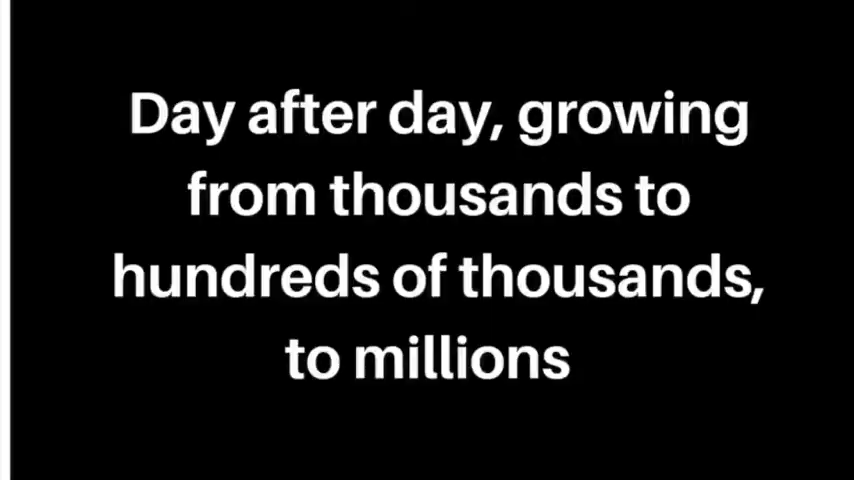 Day after day, growing
from thousands to
hundreds of thousands,
to millions